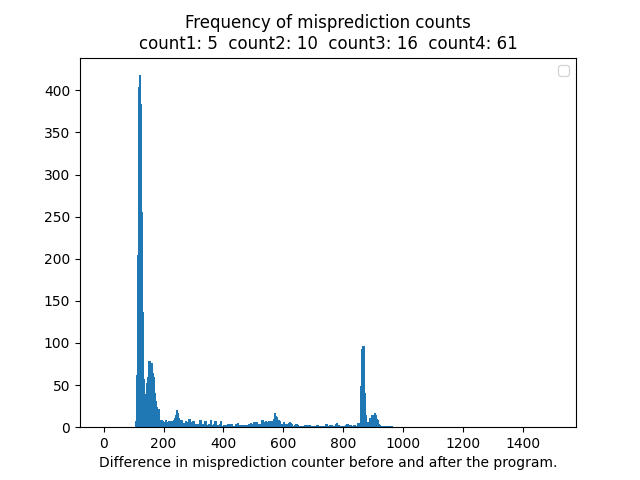 Frequency of misprediction counts
count1: 5  count2: 10  count3: 16  count4: 61
400
350
300
250
200
150
100
50
0
0 200 400 600 800 1000 1200 1400
Difference in misprediction counter before and after the program.